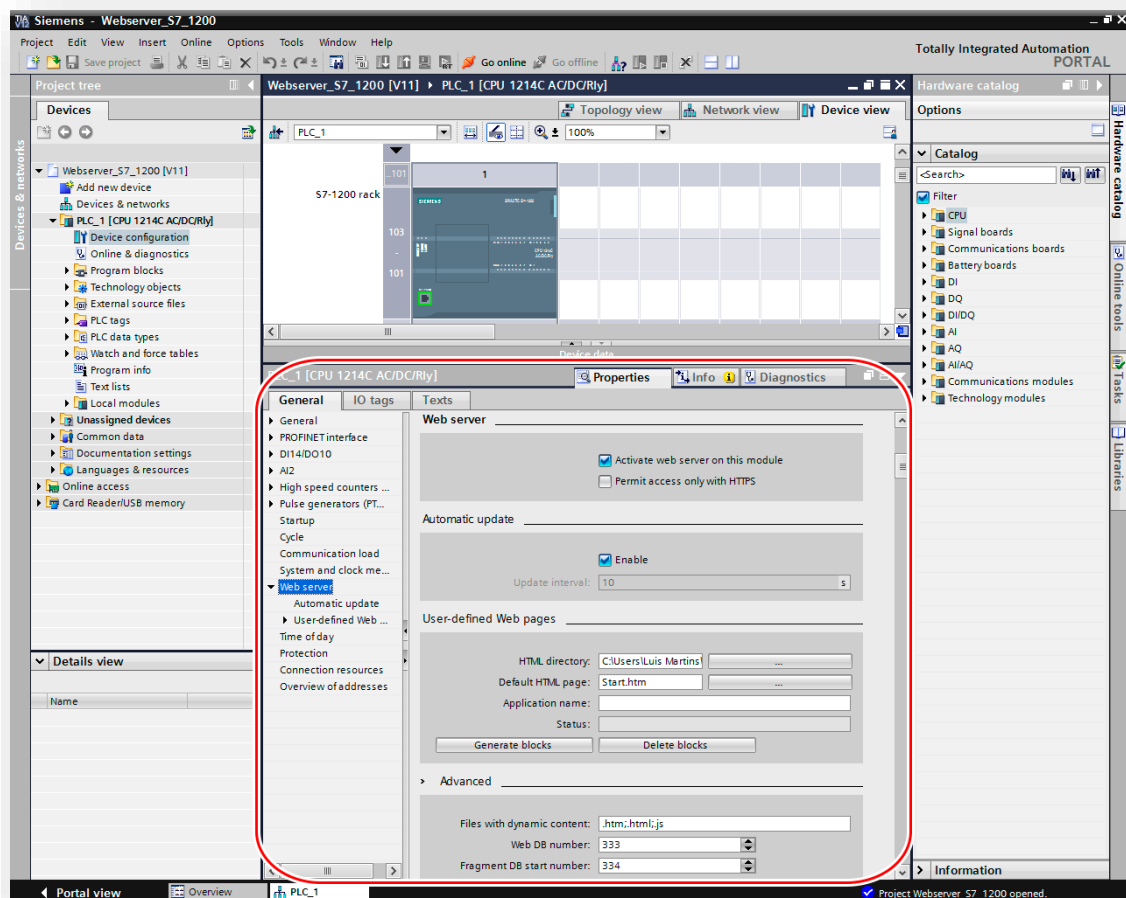 Siemens - Webserver_S7_1200
Project Edit View Insert Online Options Tools Window Help
Totally Integrated Automation
PORTAL
Save project
Go online
Go offline
Project tree
Devices
Devices & networks
Webserver_S7_1200 [V11]
Add new device
Devices & networks
PLC_1 [CPU 1214C AC/DC/Rly]
Device configuration
Online & diagnostics
Program blocks
Technology objects
External source files
PLC tags
PLC data types
Watch and force tables
Program info
Text lists
Local modules
Unassigned devices
Common data
Documentation settings
Languages & resources
Online access
Card Reader/USB memory
Details view
Name
Webserver_S7_1200 [V11] PLC_1 [CPU 1214C AC/DC/Rly]
Topology view
Network view
Device view
PLC_1
100%
S7-1200 rack
_101
1
103
-
101
SIEMENS
Device data
PLC_1 [CPU 1214C AC/DC/Rly]
Properties
Info
Diagnostics
General
IO tags
Texts
General
PROFINET interface
DI14/DO10
AI2
High speed counters ...
Pulse generators (PT...
Startup
Cycle
Communication load
System and clock me...
Web server
Automatic update
User-defined Web ...
Time of day
Protection
Connection resources
Overview of addresses
Web server
Activate web server on this module
Permit access only with HTTPS
Automatic update
Enable
Update interval: 10 s
User-defined Web pages
HTML directory: C:\Users\Luis Martins\ ...
Default HTML page: Start.htm ...
Application name:
Status:
Generate blocks
Delete blocks
Advanced
Files with dynamic content: .htm;.html;.js
Web DB number: 333
Fragment DB start number: 334
Hardware catalog
Options
Catalog
<Search>
Filter
CPU
Signal boards
Communications boards
Battery boards
DI
DQ
DI/DQ
AI
AQ
AI/AQ
Communications modules
Technology modules
Information
Hardware catalog
Online tools
Tasks
Libraries
Portal view
Overview
PLC_1
Project Webserver_S7_1200 opened.